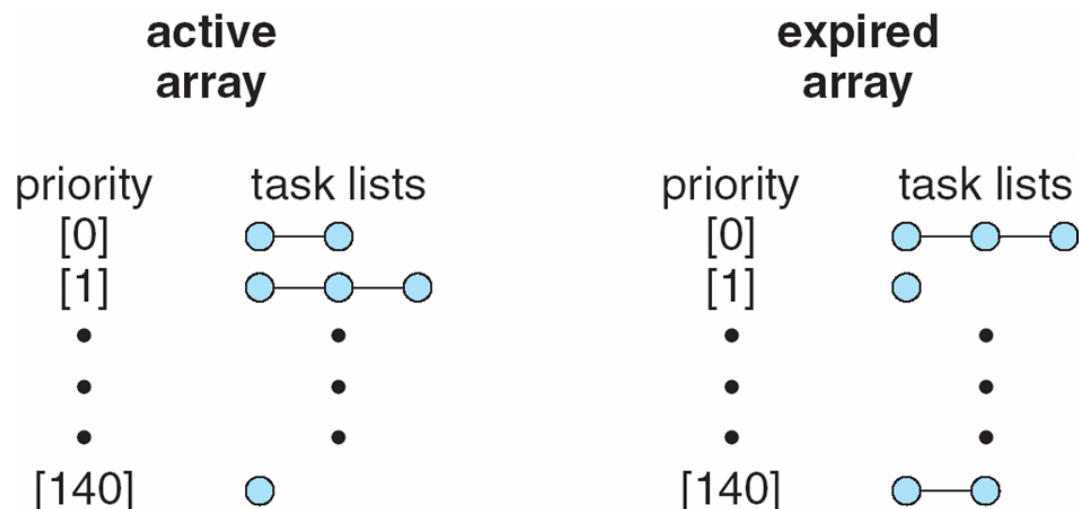 active
array
expired
array
priority task lists
[0]
[1]
[140]
priority task lists
[0]
[1]
[140]